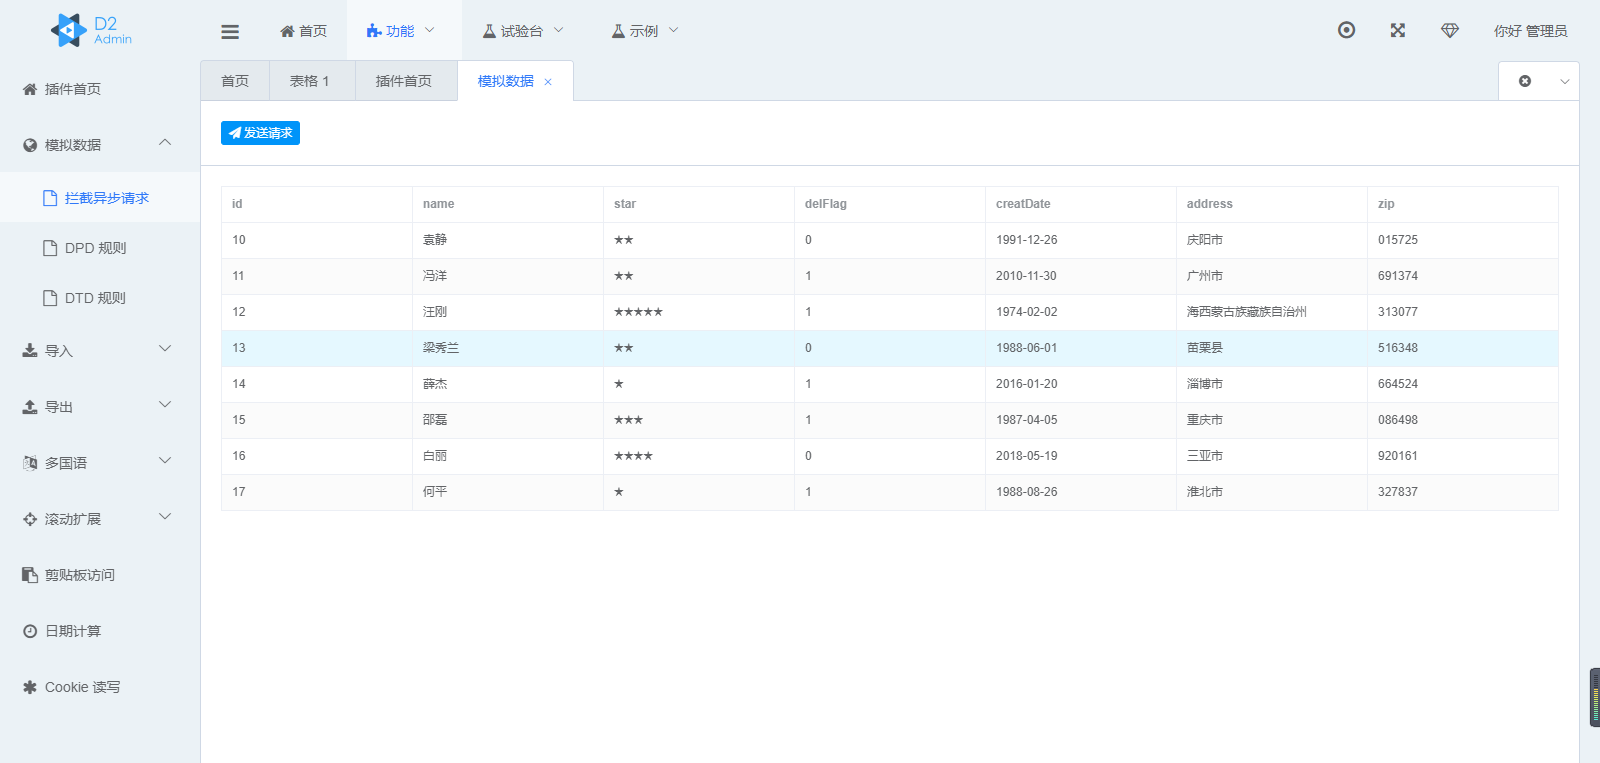 D2
Admin
首页
功能
试验台
示例
你好 管理员
插件首页
模拟数据
拦截异步请求
DPD 规则
DTD 规则
导入
导出
多国语
滚动扩展
剪贴板访问
日期计算
Cookie 读写
首页 表格 1 插件首页 模拟数据 ×
发送请求
id name star delFlag creatDate address zip
10 袁静 ★★ 0 1991-12-26 庆阳市 015725
11 冯洋 ★★ 1 2010-11-30 广州市 691374
12 汪刚 ★★★★★ 1 1974-02-02 海西蒙古族藏族自治州 313077
13 梁秀兰 ★★ 0 1988-06-01 苗栗县 516348
14 薛杰 ★ 1 2016-01-20 淄博市 664524
15 邵磊 ★★★ 1 1987-04-05 重庆市 086498
16 白丽 ★★★★ 0 2018-05-19 三亚市 920161
17 何平 ★ 1 1988-08-26 淮北市 327837